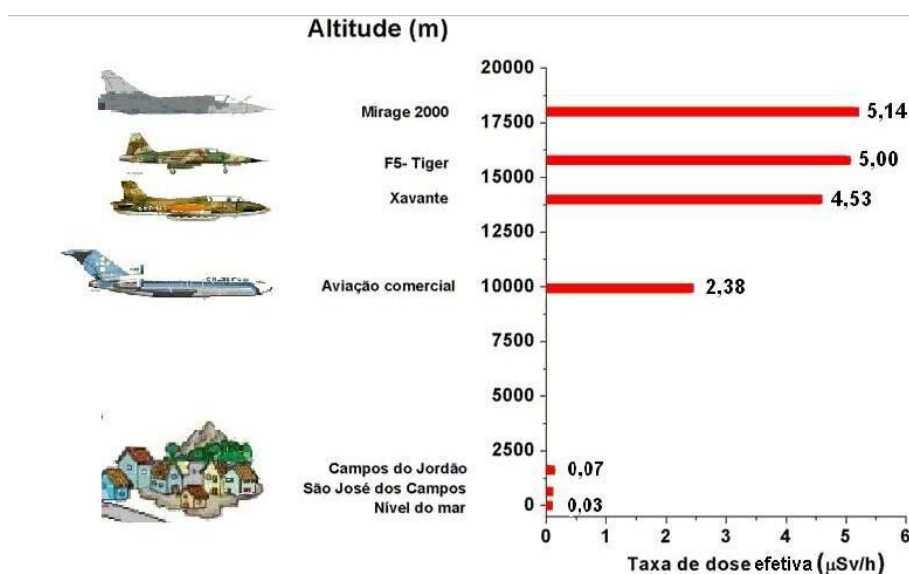 Altitude (m)
20000
Mirage 2000
17500
5,14
F5- Tiger
5,00
15000
Xavante
4,53
12500
Aviação comercial
10000
2,38
7500
5000
2500
Campos do Jordão
0,07
São José dos Campos
Nível do mar
0
0,03
0 1 2 3 4 5 6
Taxa de dose efetiva (μSv/h)